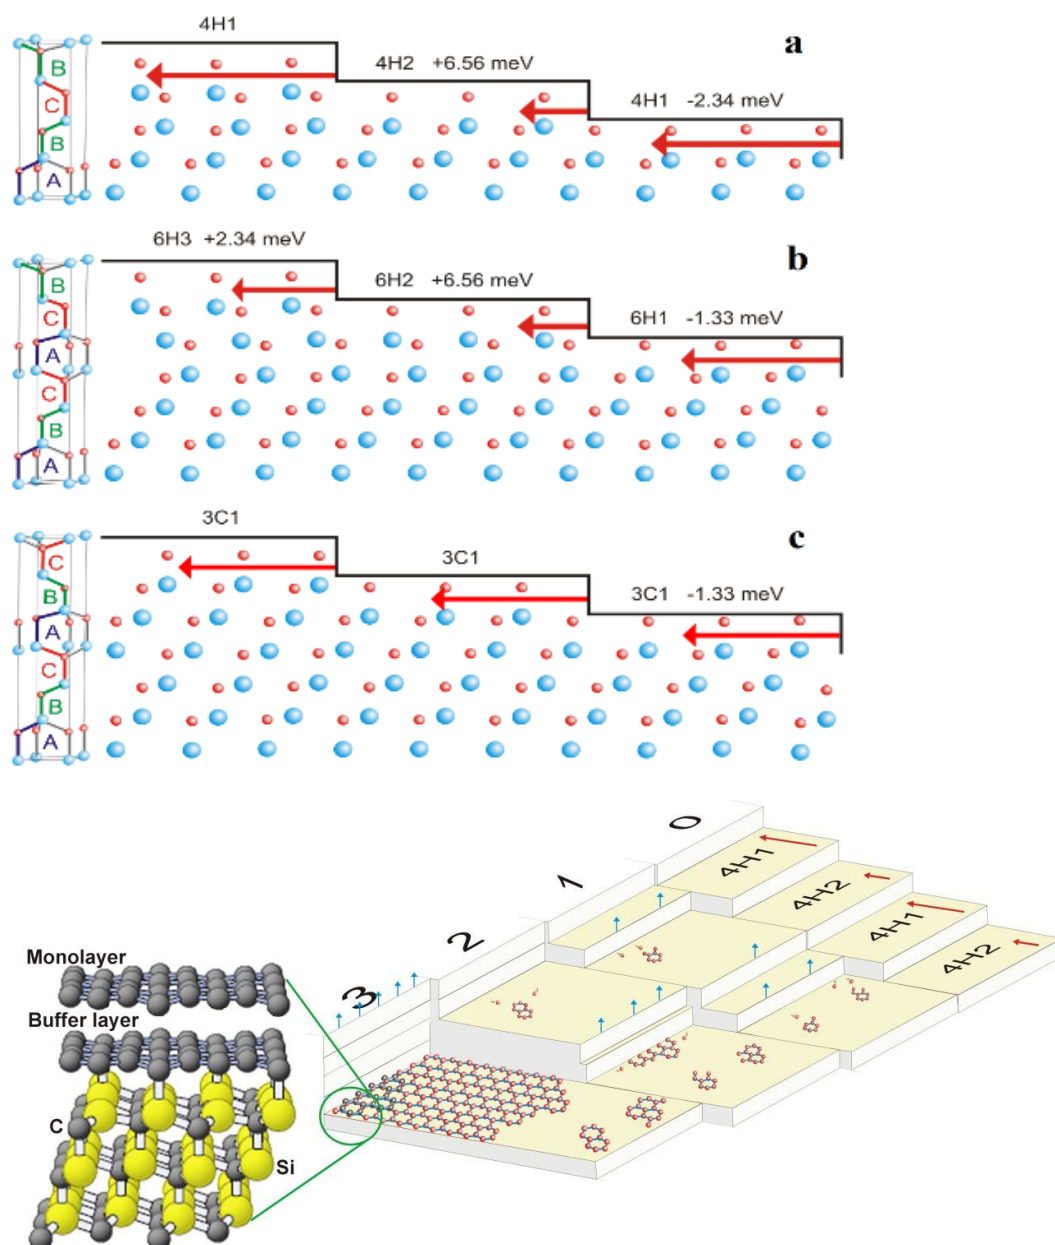 4H1
a
4H2 +6.56 meV
4H1 -2.34 meV
B
C
B
A
6H3 +2.34 meV
b
6H2 +6.56 meV
6H1 -1.33 meV
B
C
A
C
B
A
3C1
c
3C1
3C1 -1.33 meV
C
B
A
C
B
A
0
1
2
3
4H1
4H2
4H1
4H2
Monolayer
Buffer layer
C
Si